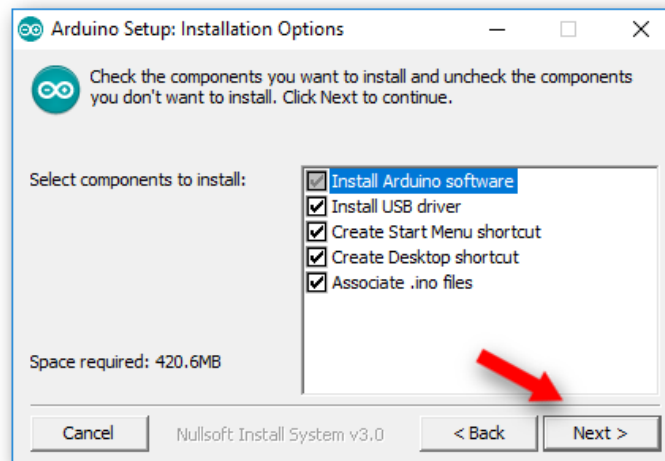 Arduino Setup: Installation Options
Check the components you want to install and uncheck the components
you don't want to install. Click Next to continue.
Select components to install:
Install Arduino software
Install USB driver
Create Start Menu shortcut
Create Desktop shortcut
Associate .ino files
Space required: 420.6MB
Cancel
Nullsoft Install System v3.0
< Back
Next >